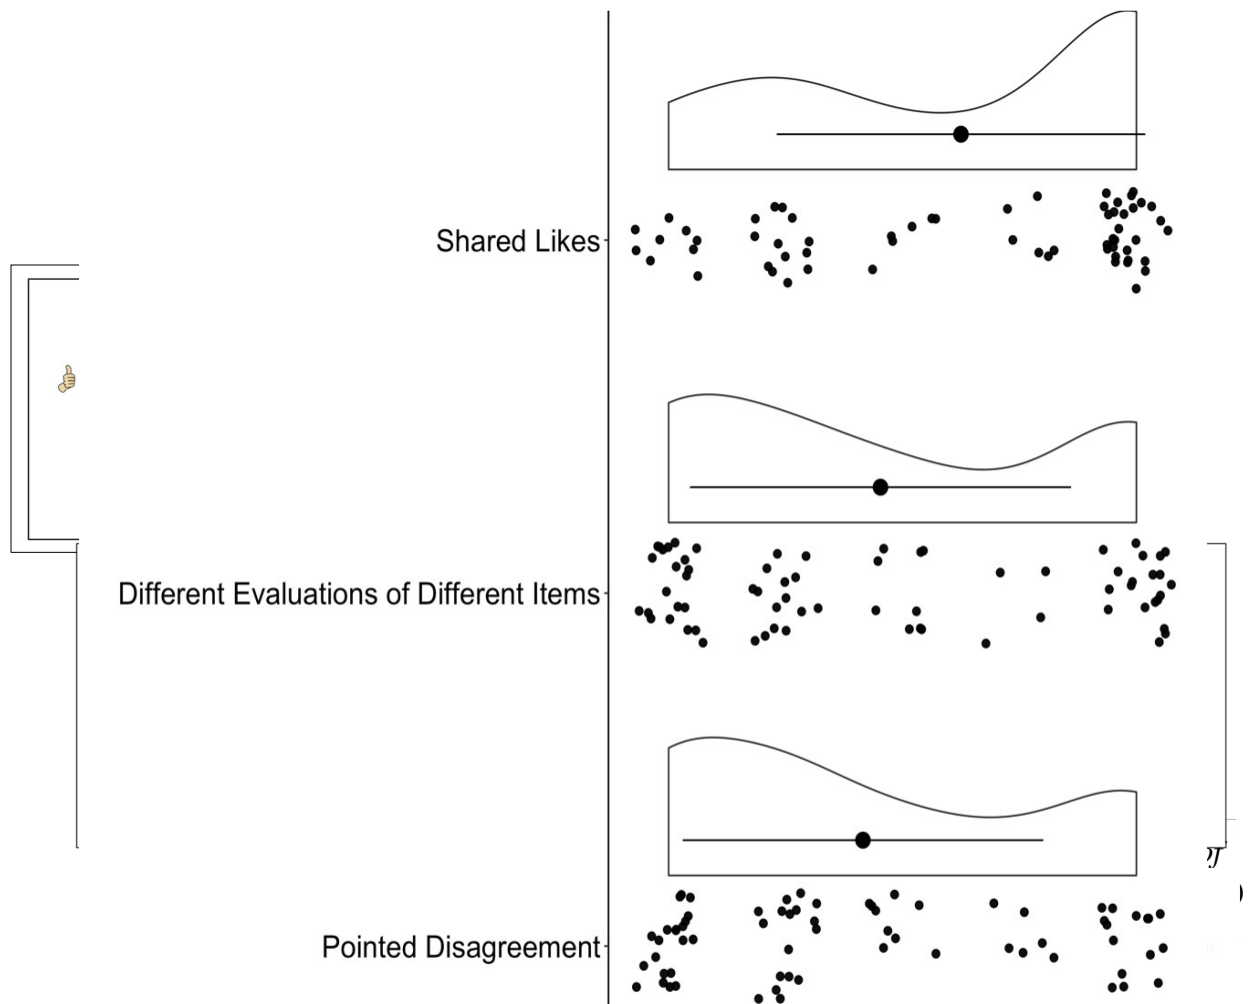 Shared Likes
Different Evaluations of Different Items
Pointed Disagreement